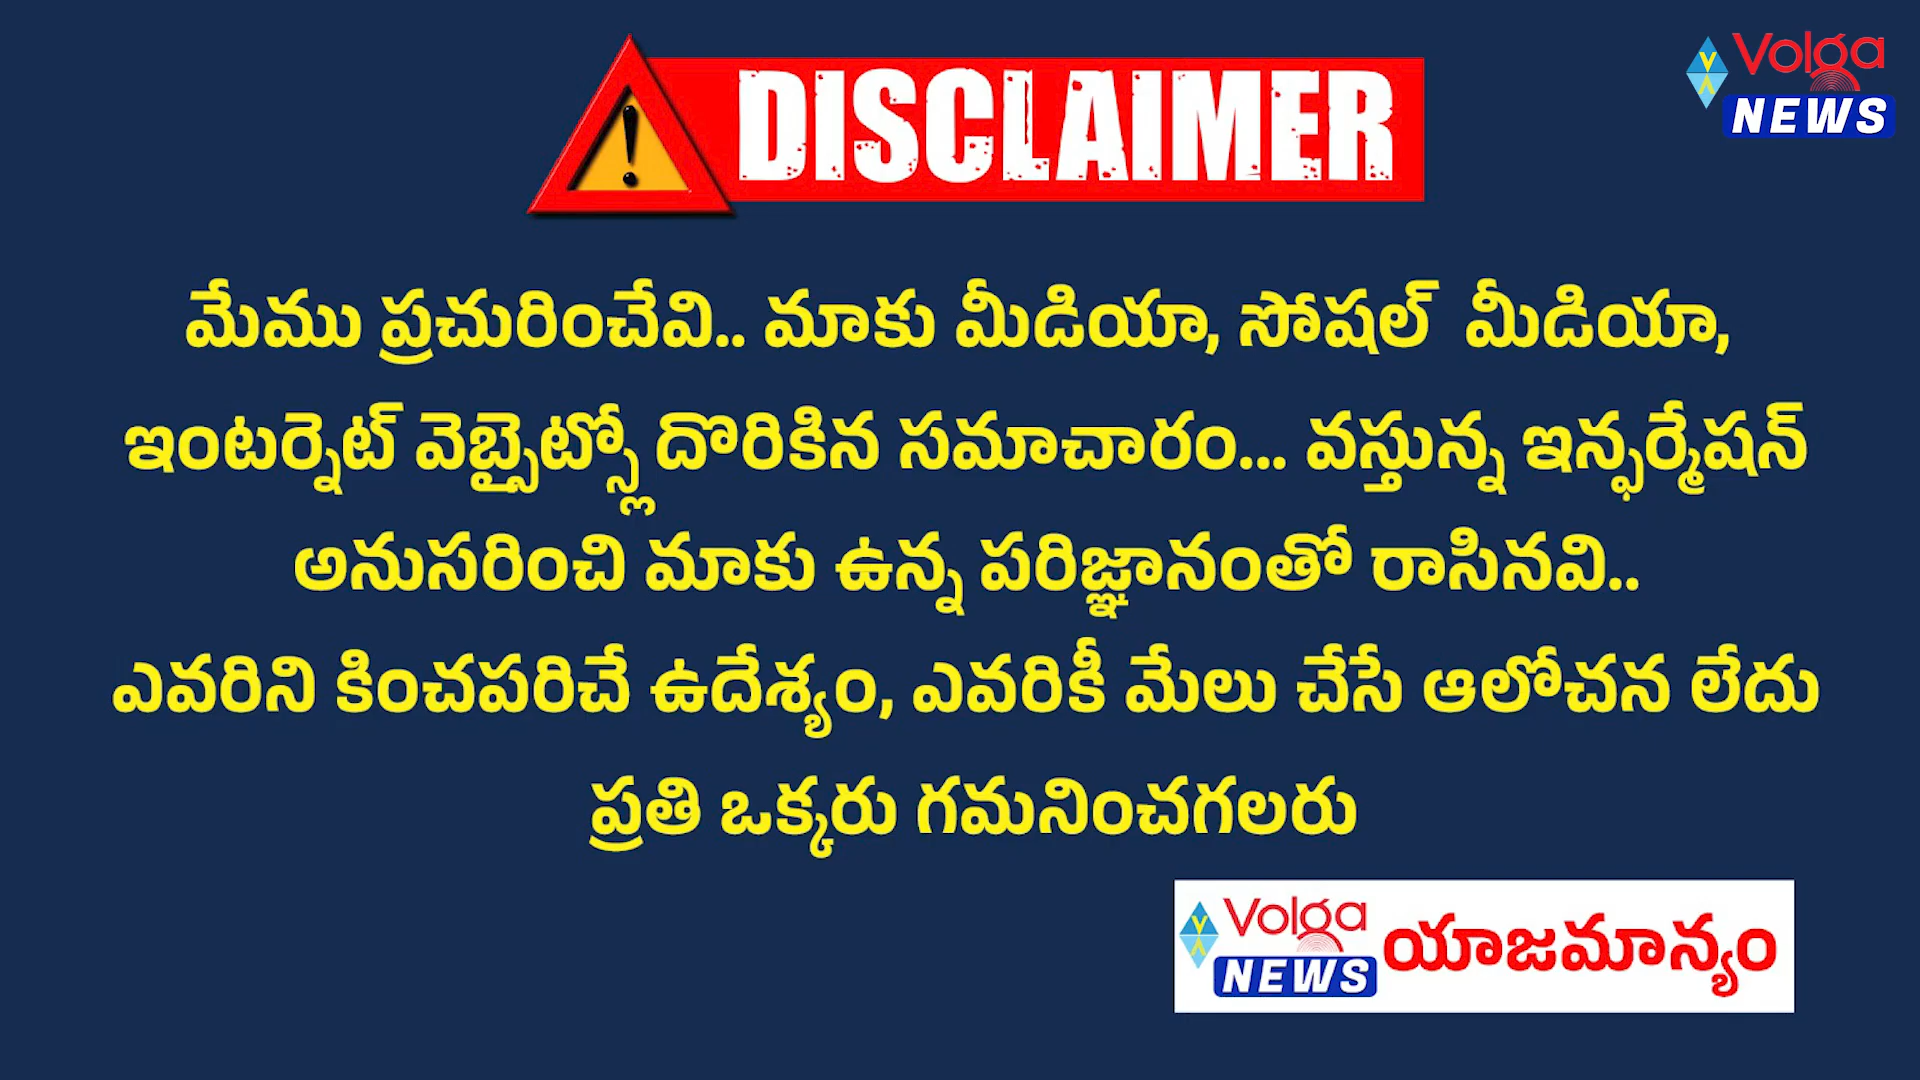 DISCLAIMER
Volga
NEWS
మేము ప్రచురించేవి.. మాకు మీడియా, సోషల్ మీడియా,
ఇంటర్నెట్ వెబ్సైట్స్లో దొరికిన సమాచారం... వస్తున్న ఇన్ఫర్మేషన్
అనుసరించి మాకు ఉన్న పరిజ్ఞానంతో రాసినవి..
ఎవరిని కించపరిచే ఉదేశ్యం, ఎవరికీ మేలు చేసే ఆలోచన లేదు
ప్రతి ఒక్కరు గమనించగలరు
Volga
NEWS యాజమాన్యం